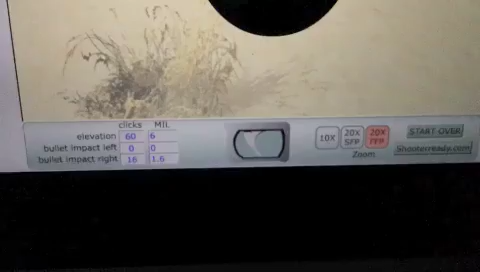 clicks MIL
elevation 60 6
bullet impact left 0 0
bullet impact right 16 1.6
10X
20X SFP
20X FFP
Zoom
START OVER
Shooterready.com